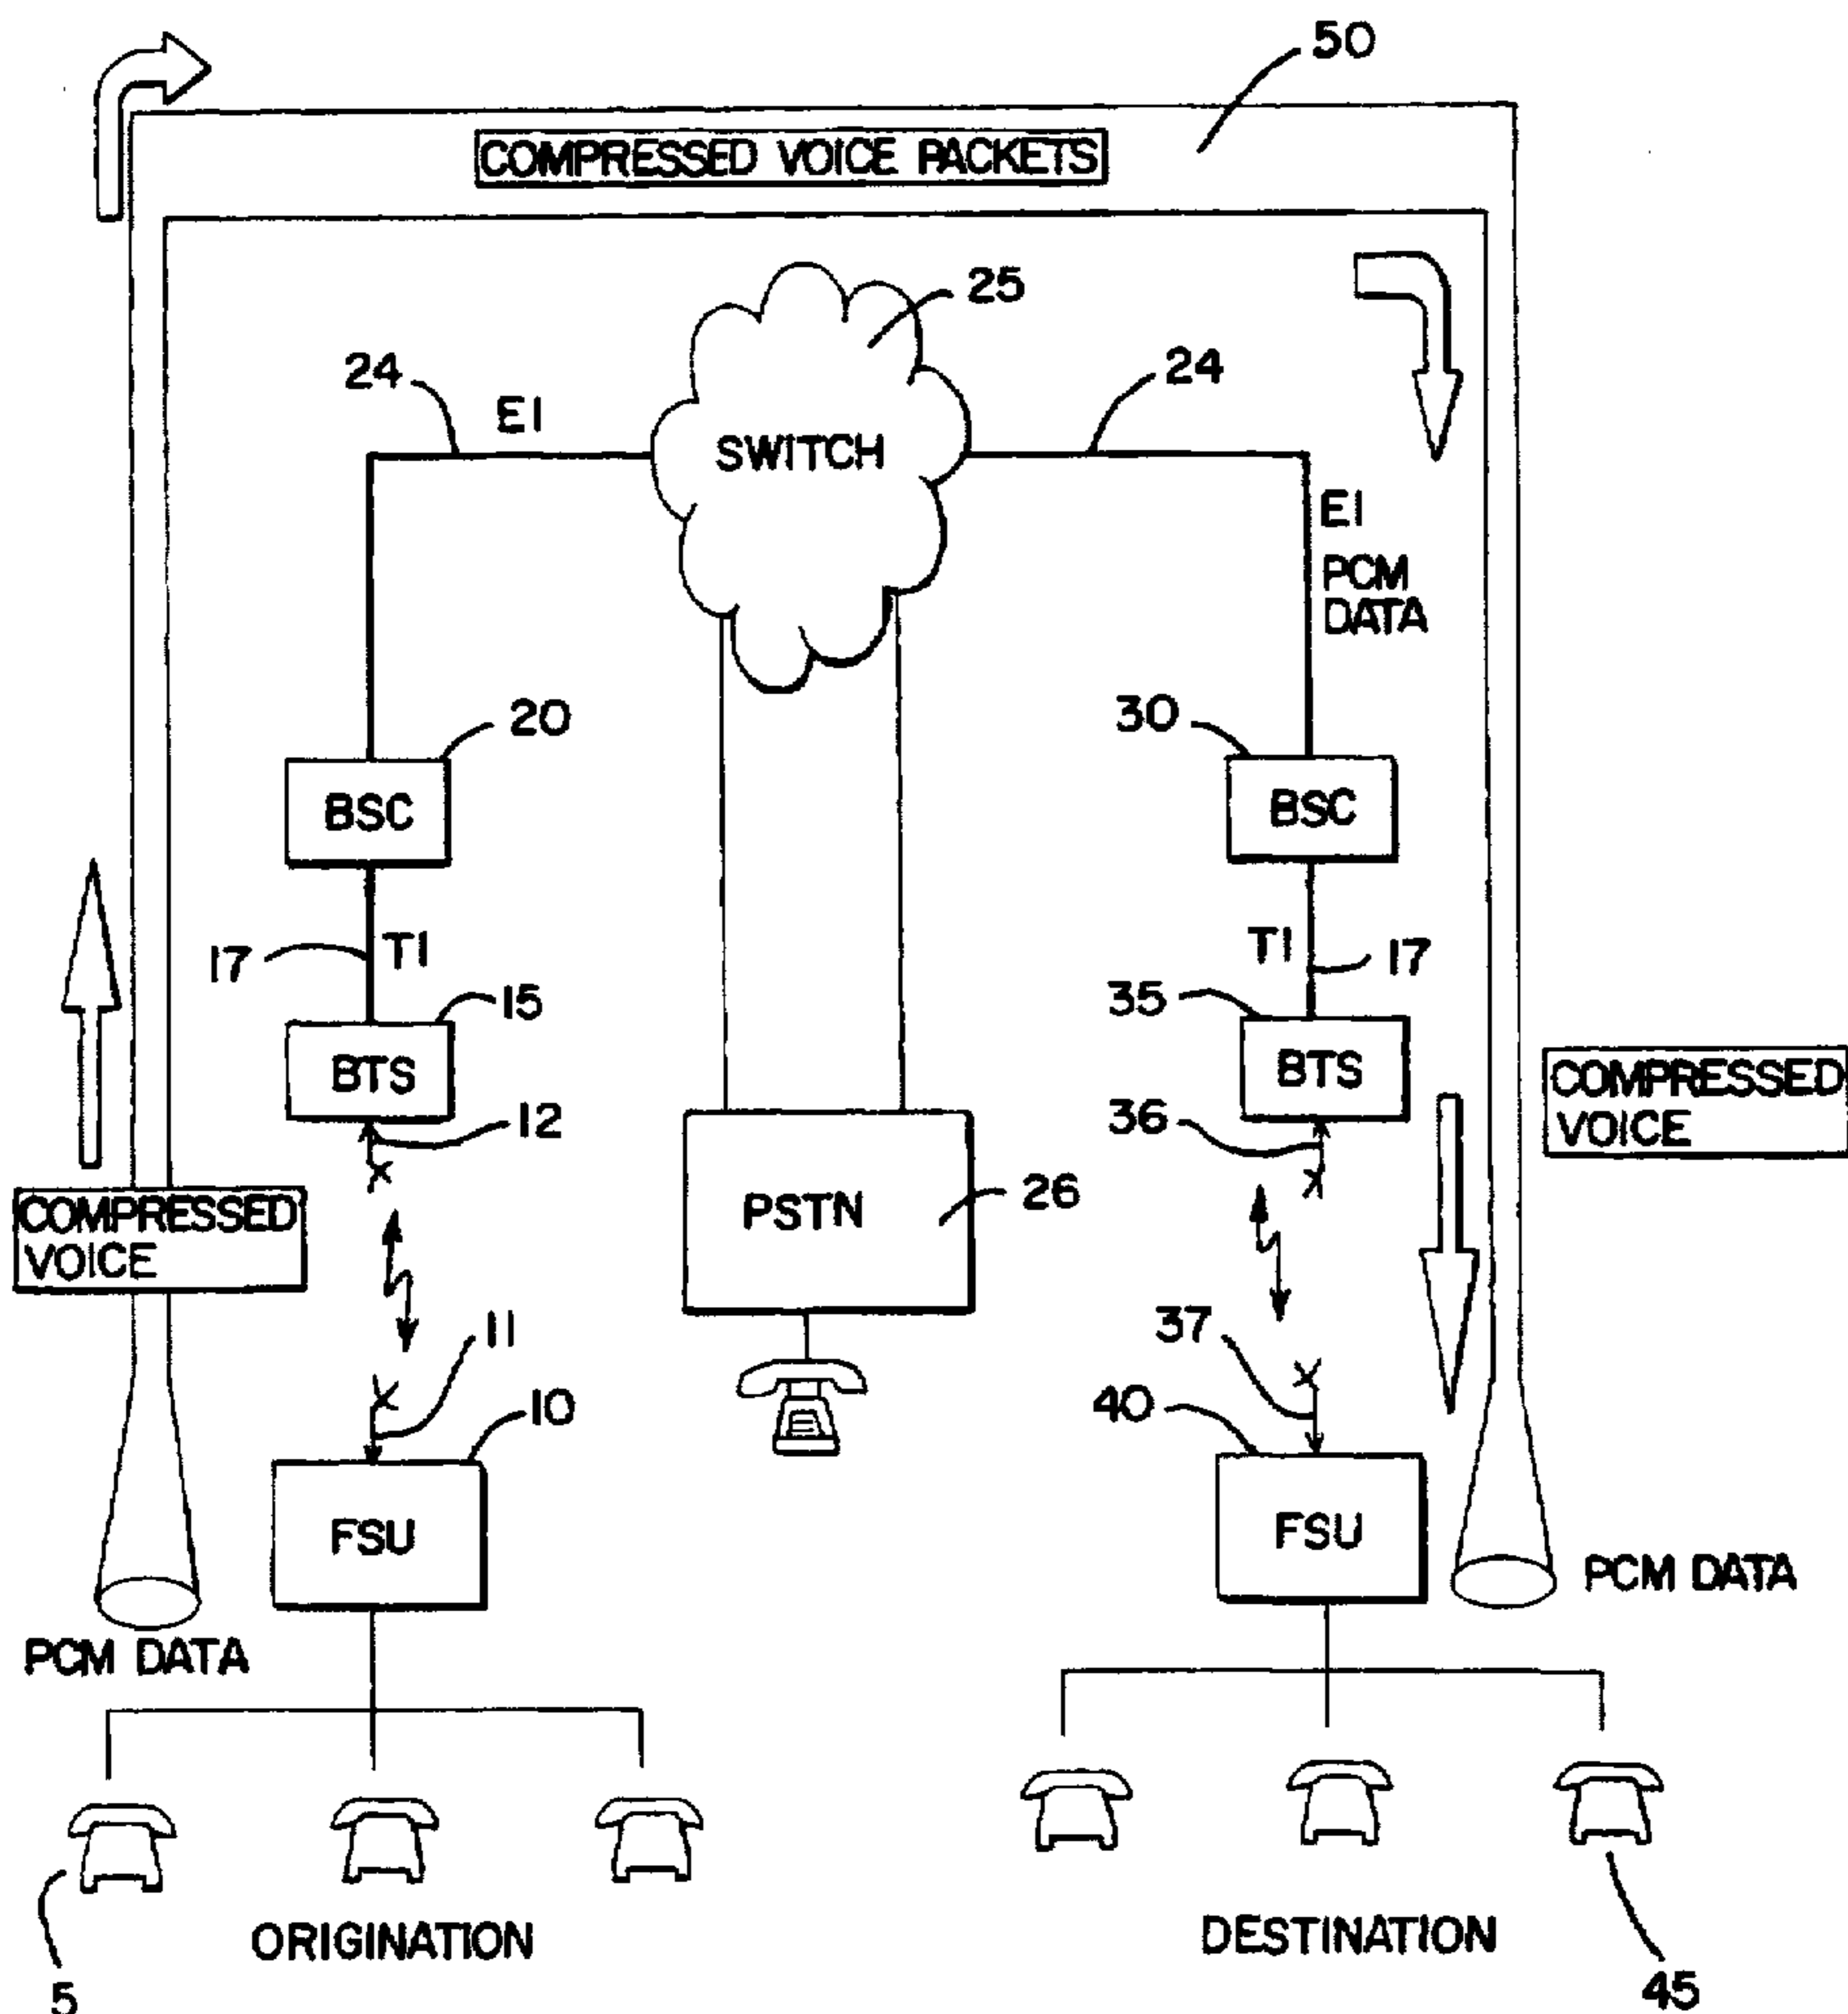 50
COMPRESSED VOICE PACKETS
25
24
E1
24
SWITCH
E1
PCM
DATA
20
30
BSC
BSC
17
T1
T1
17
15
35
BTS
BTS
COMPRESSED
VOICE
12
36
26
PSTN
COMPRESSED
VOICE
11
37
10
40
FSU
FSU
PCM DATA
PCM DATA
ORIGINATION
DESTINATION
5
45